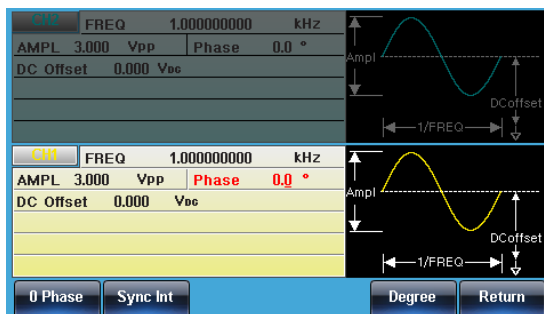 CH2 FREQ 1.000000000 kHz
AMPL 3.000 Vpp Phase 0.0 °
DC Offset 0.000 VDC
Ampl
DCoffset
1/FREQ
CH1 FREQ 1.000000000 kHz
AMPL 3.000 Vpp Phase 0.0 °
DC Offset 0.000 VDC
Ampl
DCoffset
1/FREQ
0 Phase Sync Int Degree Return